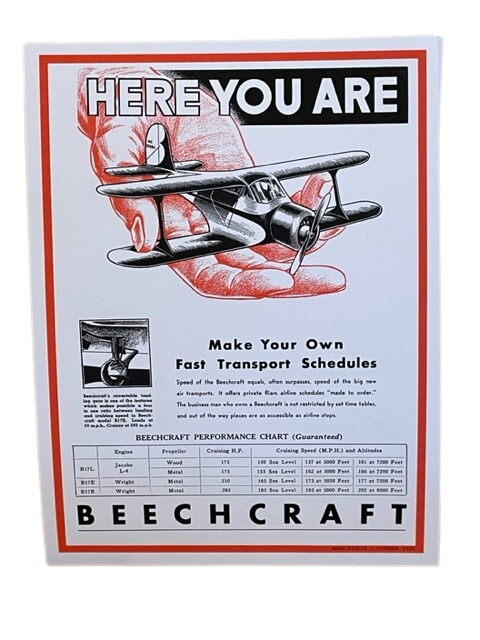 HERE YOU ARE
Make Your Own
Fast Transport Schedules
Speed of the Beechcraft equals, often surpasses, speed of the big new
air transports. It offers private fliers airline schedules "made to order."
The business man who owns a Beechcraft is not restricted by set time tables,
and out of the way places are as accessible as airline stops.
Beechcraft's retractable land-
ing gear is one of the features
which makes possible a four
to one ratio between landing
and cruising speed in Beech-
craft model B17R. Lands at
50 m.p.h., Cruises at 202 m.p.h.
BEECHCRAFT PERFORMANCE CHART (Guaranteed)
Engine Propeller Cruising H.P. Cruising Speed (M.P.H.) and Altitudes
B17L Jacobs L-4 Wood 175 150 Sea Level 157 at 5000 Feet 161 at 7200 Feet
Metal 175 155 Sea Level 162 at 5000 Feet 166 at 7200 Feet
B17E Wright Metal 210 165 Sea Level 173 at 5000 Feet 177 at 7200 Feet
B17R Wright Metal 285 185 Sea Level 195 at 5000 Feet 202 at 9000 Feet
BEECHCRAFT
AERO DIGEST — OCTOBER 1935